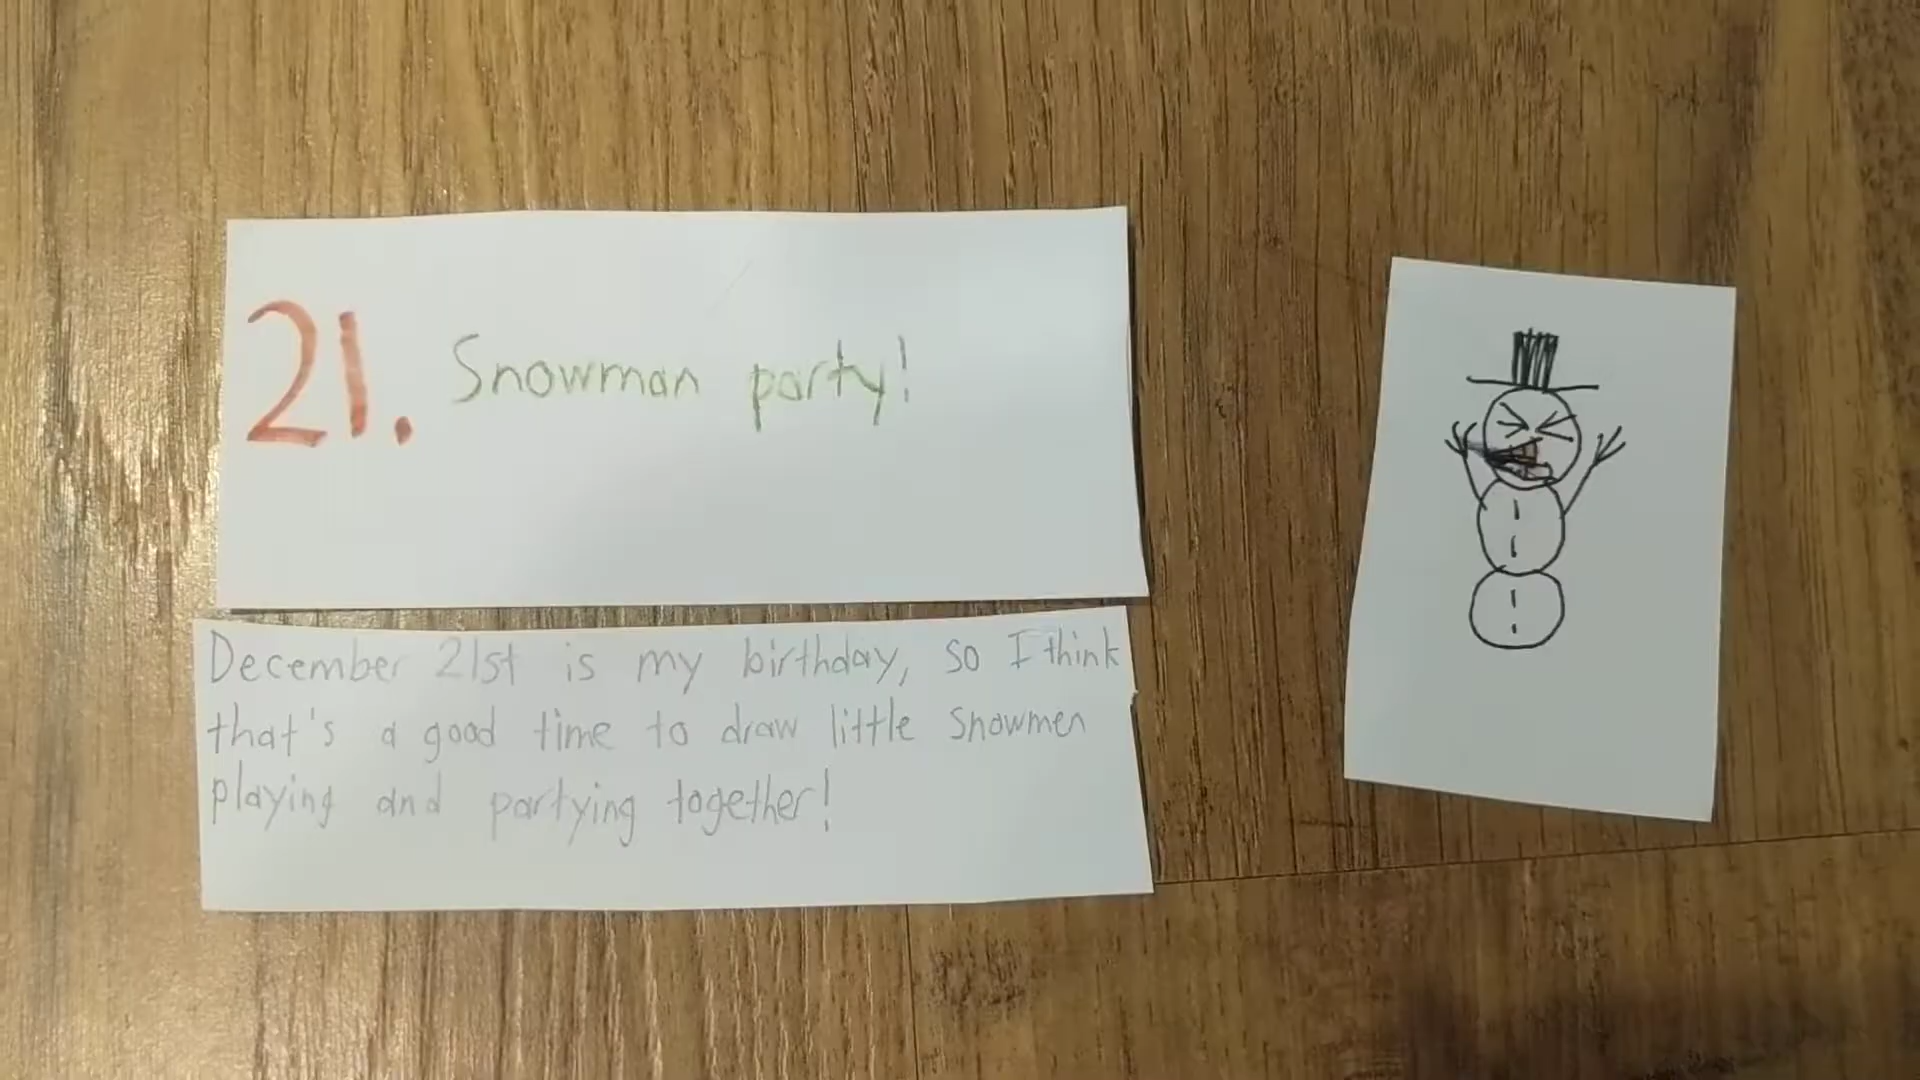 21. Snowman party!
December 21st is my birthday, so I think
that's a good time to draw little snowmen
playing and partying together!